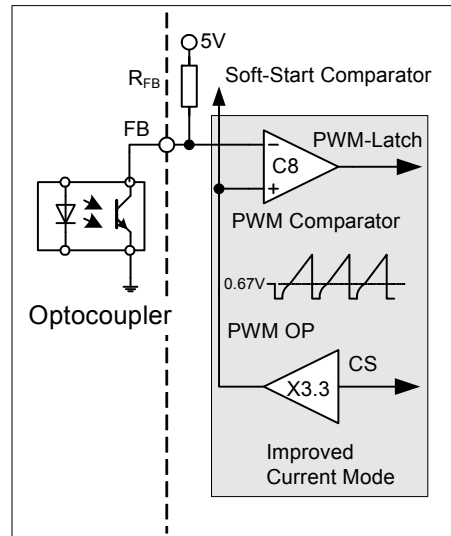 5V
R_FB
Soft-Start Comparator
FB
PWM-Latch
−
C8
+
PWM Comparator
0.67V
Optocoupler
PWM OP
CS
X3.3
Improved
Current Mode